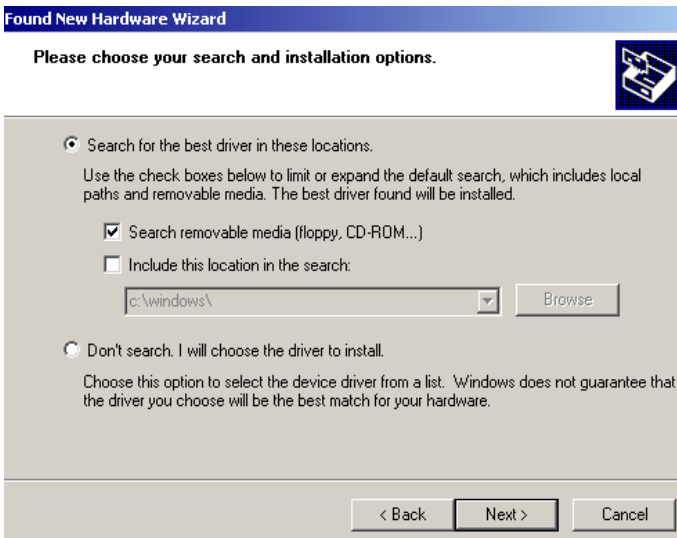 Found New Hardware Wizard
Please choose your search and installation options.
Search for the best driver in these locations.
Use the check boxes below to limit or expand the default search, which includes local
paths and removable media. The best driver found will be installed.
Search removable media (floppy, CD-ROM...)
Include this location in the search:
c:\windows\
Browse
Don't search. I will choose the driver to install.
Choose this option to select the device driver from a list.  Windows does not guarantee that
the driver you choose will be the best match for your hardware.
< Back Next > Cancel